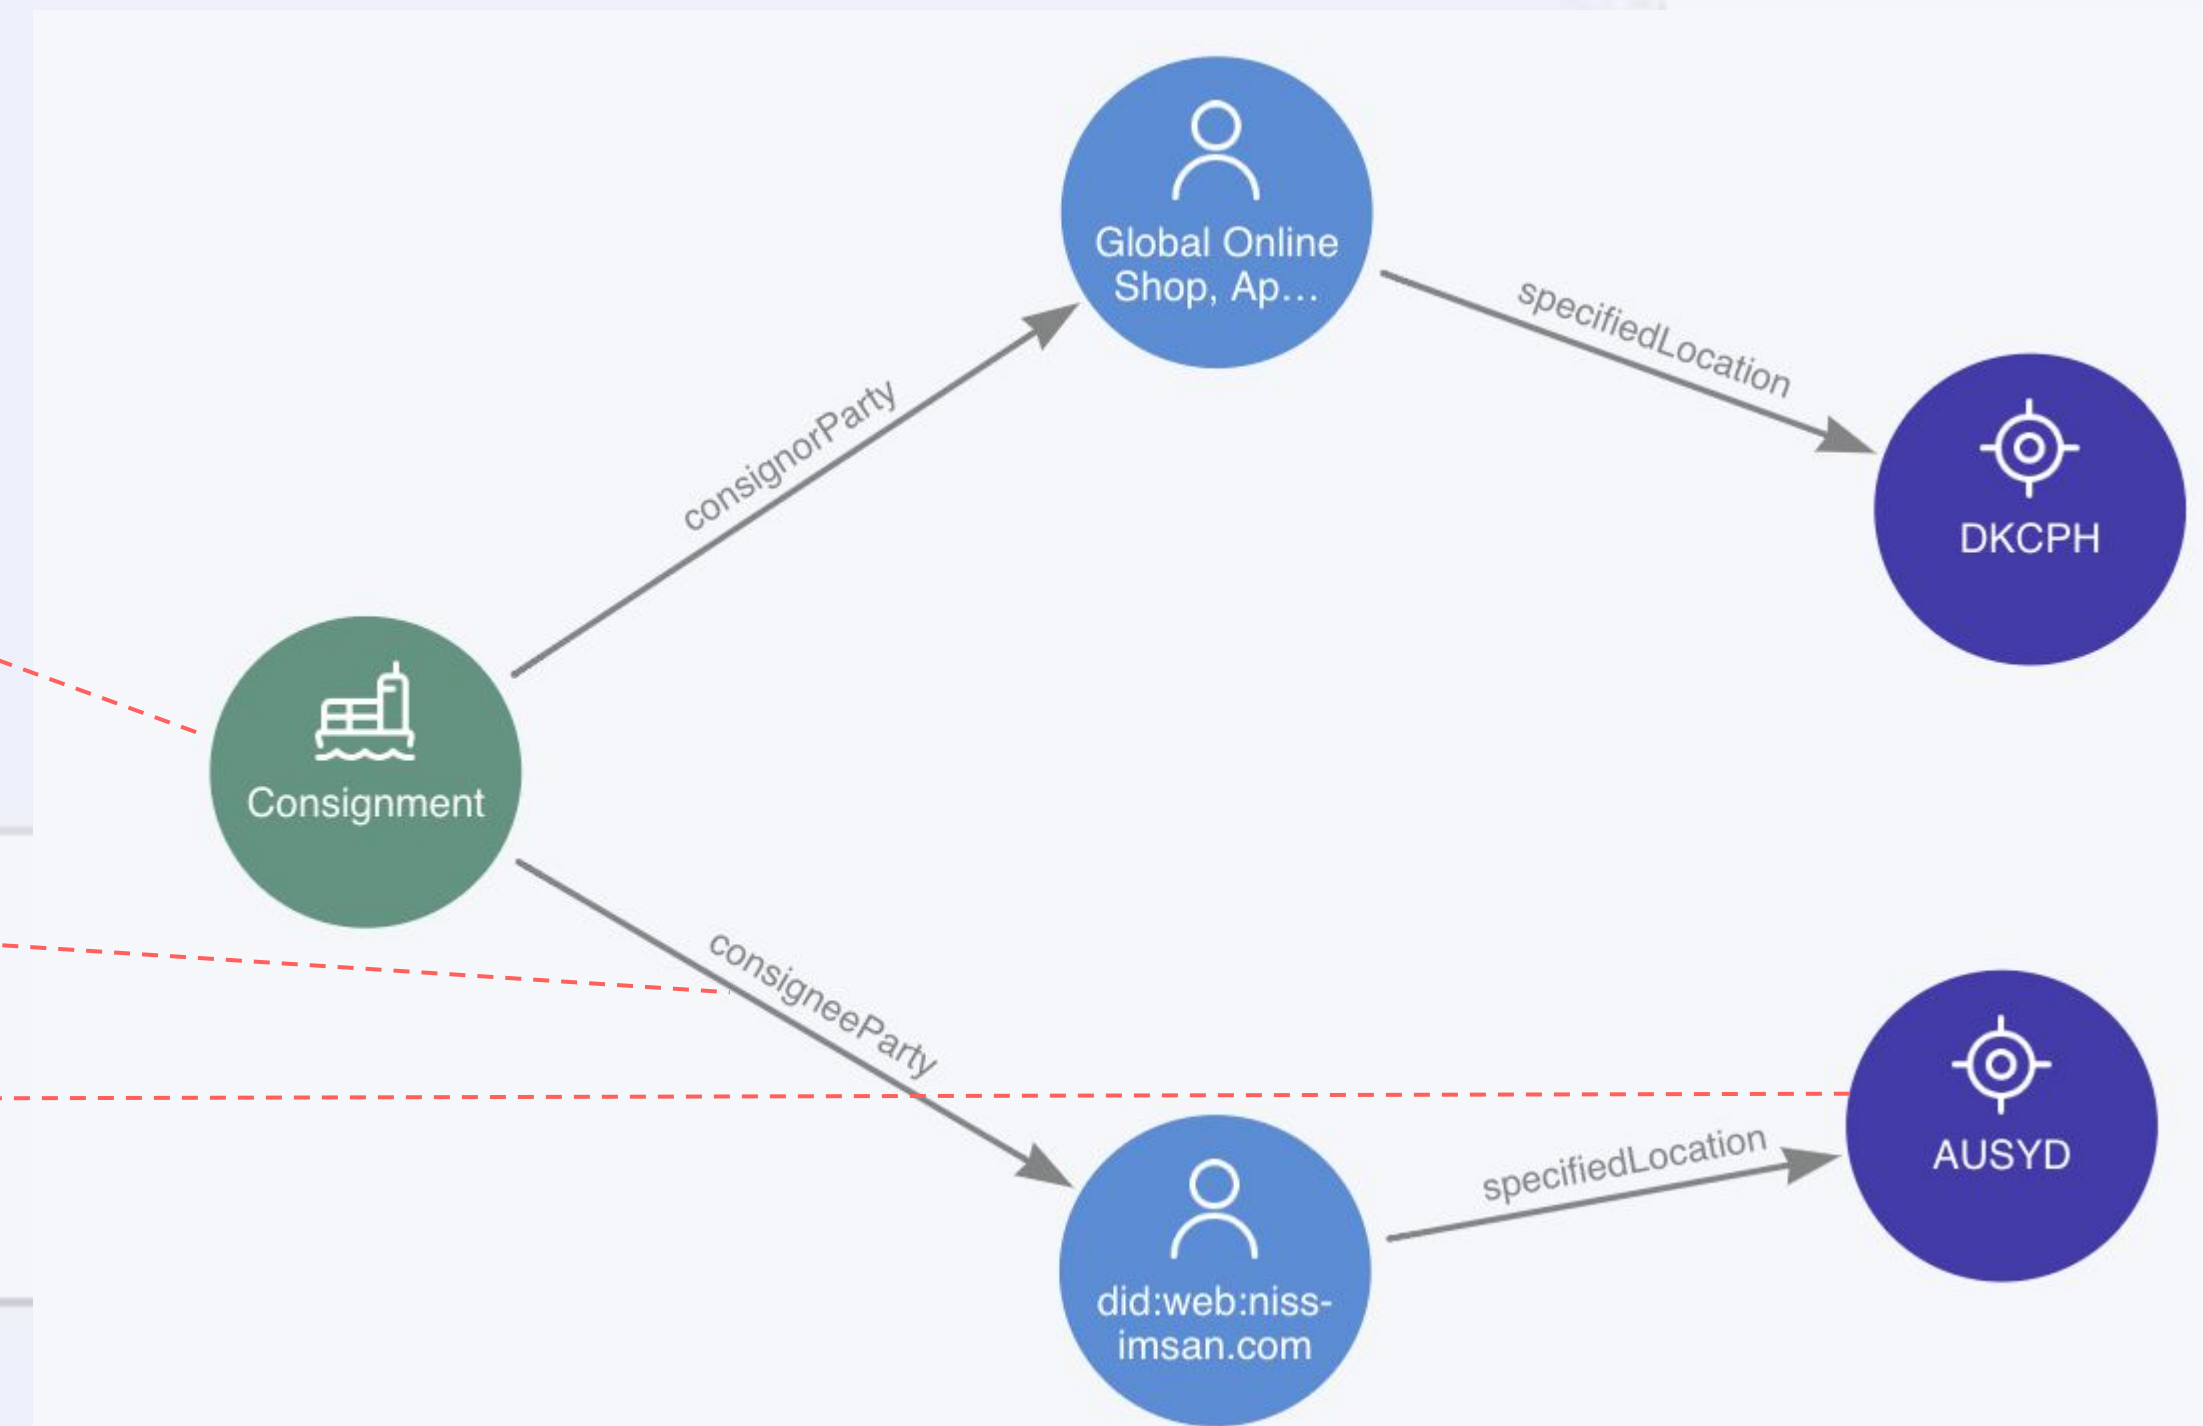 Global Online
Shop, Ap...
specifiedLocation
DKCPH
consignorParty
Consignment
consigneeParty
specifiedLocation
AUSYD
did:web:niss-
imsan.com